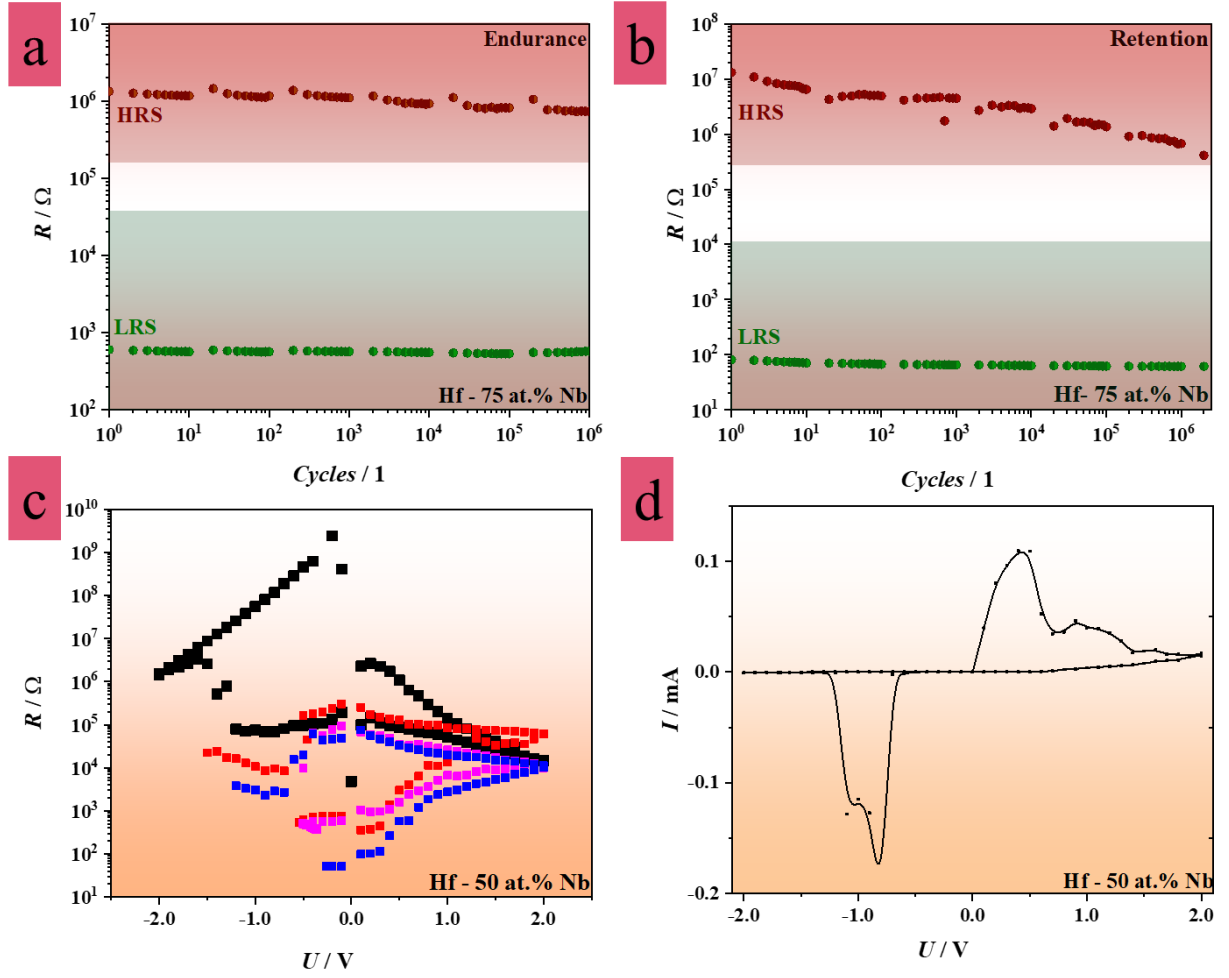 a
Endurance
10⁷
10⁶
10⁵
10⁴
10³
10²
R / Ω
HRS
LRS
Hf - 75 at.% Nb
10⁰ 10¹ 10² 10³ 10⁴ 10⁵ 10⁶
Cycles / 1
b
Retention
10⁸
10⁷
10⁶
10⁵
10⁴
10³
10²
10¹
R / Ω
HRS
LRS
Hf- 75 at.% Nb
10⁰ 10¹ 10² 10³ 10⁴ 10⁵ 10⁶
Cycles / 1
c
10¹⁰
10⁹
10⁸
10⁷
10⁶
10⁵
10⁴
10³
10²
10¹
R / Ω
Hf - 50 at.% Nb
-2.0 -1.0 0.0 1.0 2.0
U / V
d
0.1
0.0
-0.1
-0.2
I / mA
Hf - 50 at.% Nb
-2.0 -1.0 0.0 1.0 2.0
U / V